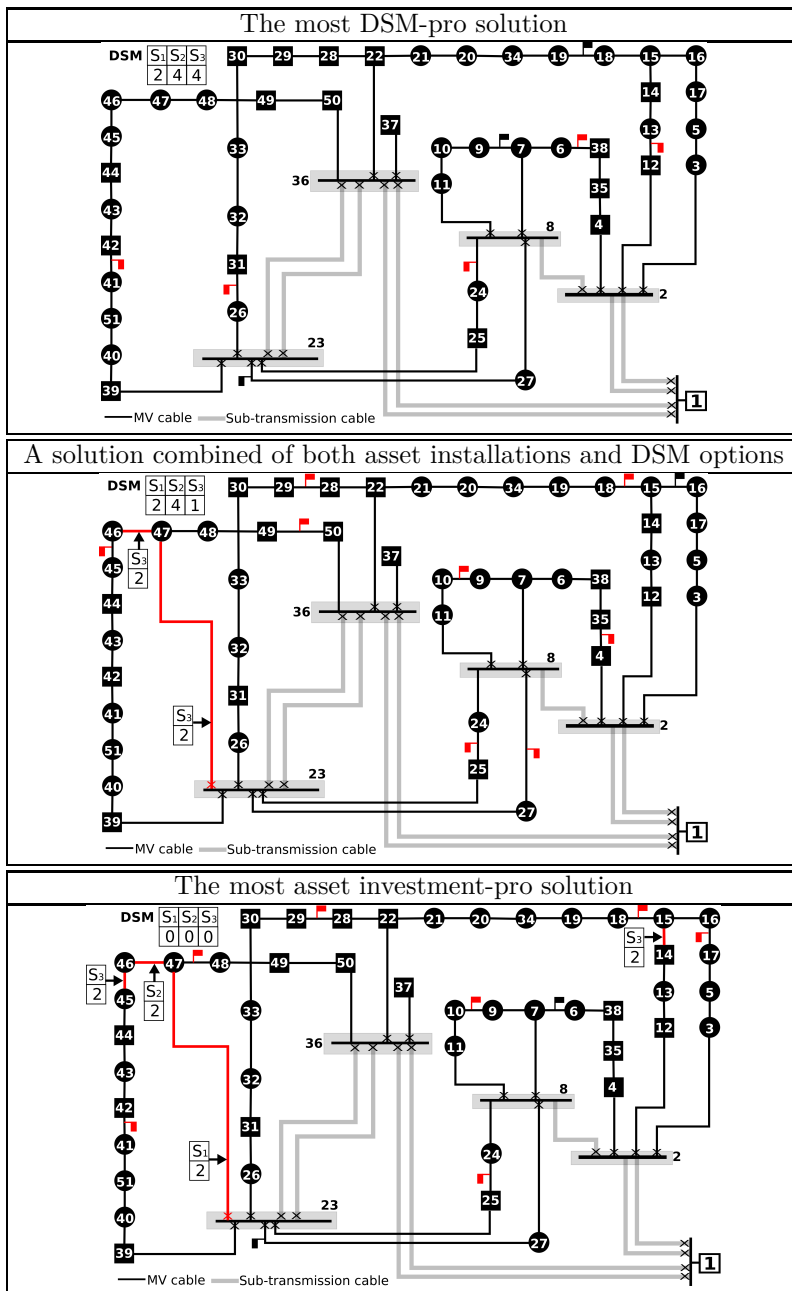 The most DSM-pro solution
DSM S₁ S₂ S₃
2 4 4
30 29 28 22 21 20 34 19 18 15 16
46 47 48 49 50 14 17
37
45 33 10 9 7 6 38 13 5
44 36 12 3
11 35
43 32 4
42 31 8
41 26 24 2
51
40 23 25
39 27 1
MV cable Sub-transmission cable
A solution combined of both asset installations and DSM options
DSM S₁ S₂ S₃
2 4 1
30 29 28 22 21 20 34 19 18 15 16
46 47 48 49 50 14 17
S₃
2
37
45 33 10 9 7 6 38 13 5
44 36 12 3
11 35
43 32 4
42 31 8
S₃
2
41 26 24 2
51
40 23 25
39 27 1
MV cable Sub-transmission cable
The most asset investment-pro solution
DSM S₁ S₂ S₃
0 0 0
30 29 28 22 21 20 34 19 18 15 16
S₃
2
46 47 48 49 50 14 17
S₃
2
S₂
2
37
45 33 10 9 7 6 38 13 5
44 36 12 3
11 35
43 32 4
42 31 8
S₁
2
41 26 24 2
51
40 23 25
39 27 1
MV cable Sub-transmission cable